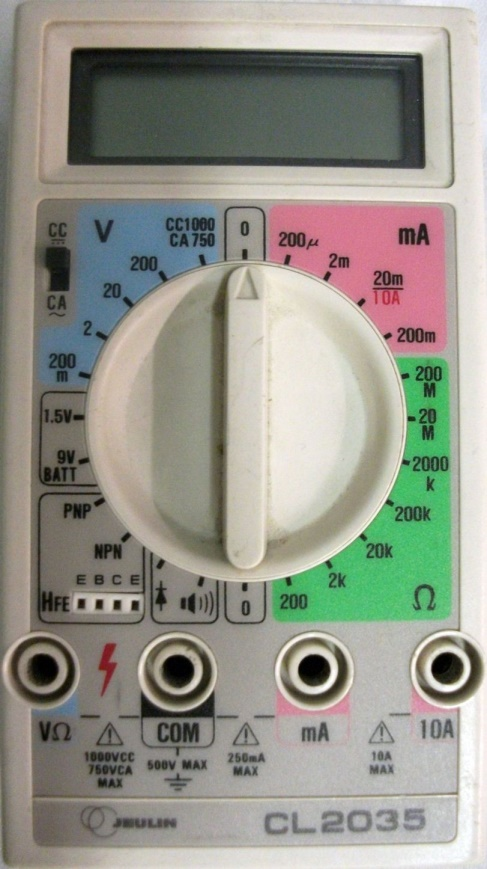 CC
CA
V
CC1000
CA 750
200
20
2
200
m
0
200µ
2m
20m
10A
200m
mA
1.5V
9V
BATT
200
M
20
M
2000
k
200k
20k
2k
200
Ω
PNP
NPN
E B C E
HFE
0
VΩ
COM
mA
10A
1000VCC
750VCA
MAX
500V MAX
250mA
MAX
10A
MAX
JEULIN
CL2035